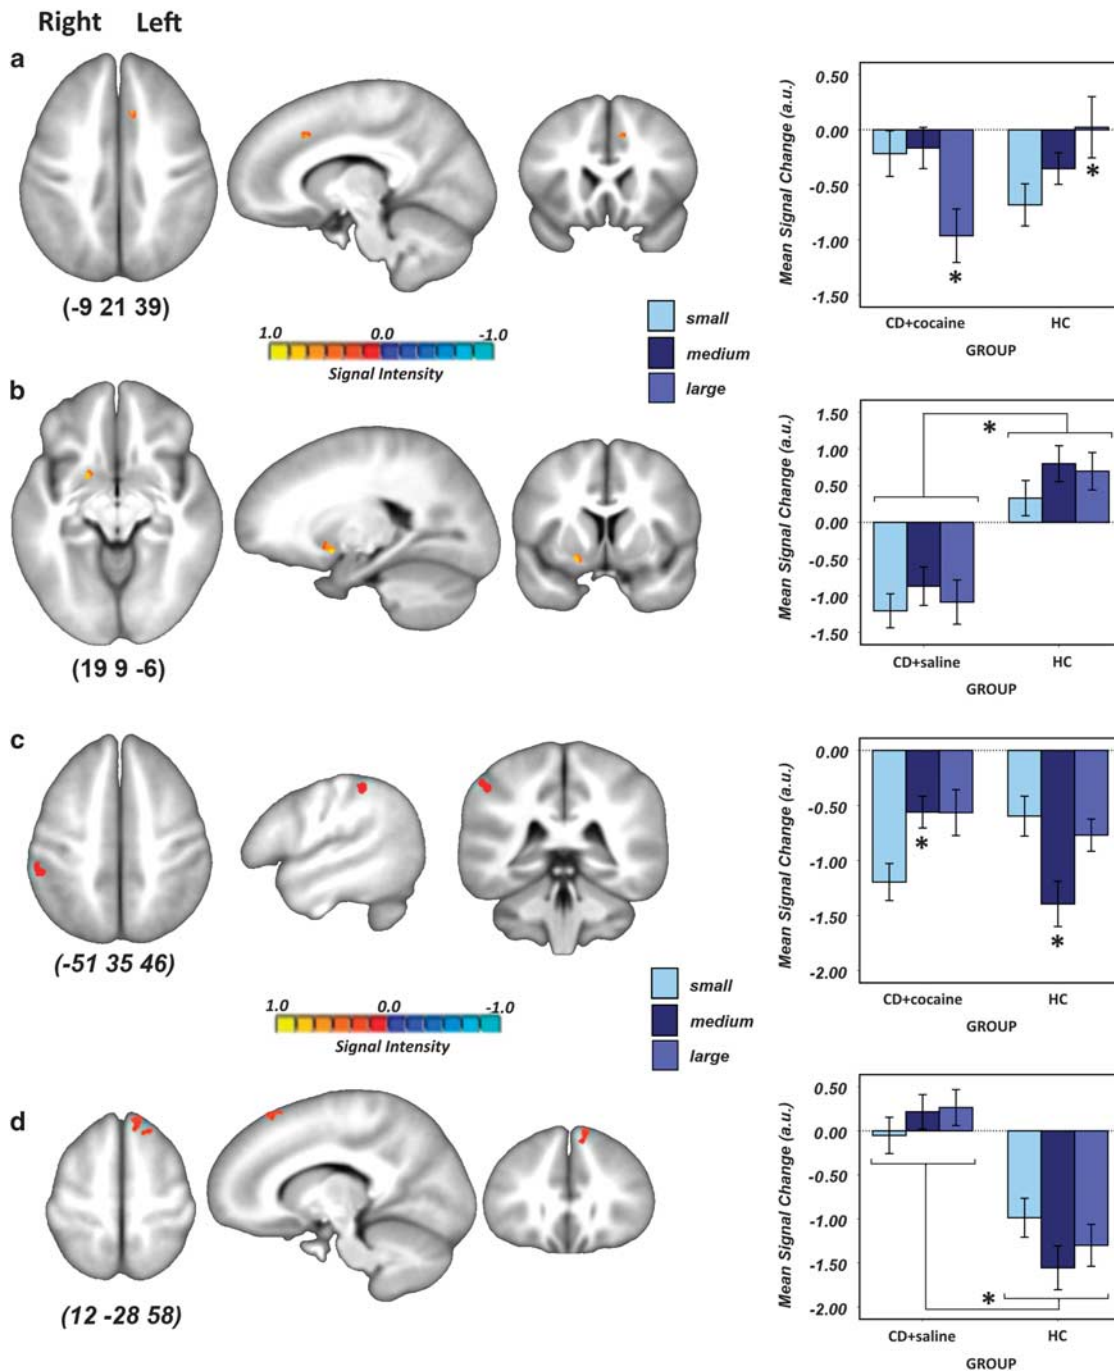 Right Left
a
(-9 21 39)
1.0 0.0 -1.0
Signal Intensity
small
medium
large
Mean Signal Change (a.u.)
0.50
0.00
-0.50
-1.00
-1.50
*
*
CD+cocaine HC
GROUP
b
(19 9 -6)
Mean Signal Change (a.u.)
1.50
1.00
0.50
0.00
-0.50
-1.00
-1.50
*
CD+saline HC
GROUP
c
(-51 35 46)
1.0 0.0 -1.0
Signal Intensity
small
medium
large
Mean Signal Change (a.u.)
0.00
-0.50
-1.00
-1.50
-2.00
*
*
CD+cocaine HC
GROUP
d
(12 -28 58)
Mean Signal Change (a.u.)
0.50
0.00
-0.50
-1.00
-1.50
-2.00
*
CD+saline HC
GROUP